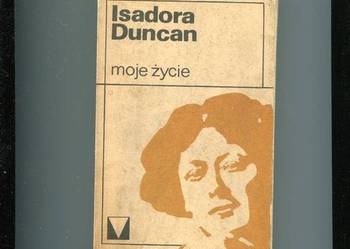 Isadora
Duncan
moje życie